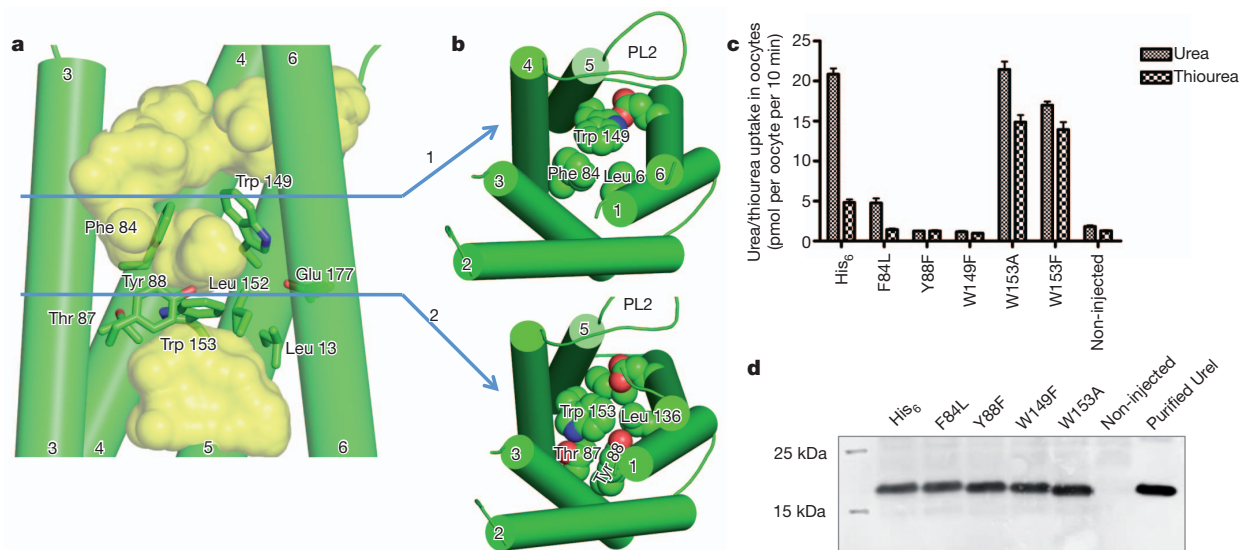 a
3
4
6
Trp 149
Phe 84
Tyr 88
Leu 152
Glu 177
Thr 87
Trp 153
Leu 13
3
4
5
6
1
2
b
4
5
PL2
Trp 149
Phe 84
Leu 6
6
3
1
2
PL2
5
4
Trp 153
Leu 136
Thr 87
Tyr 88
3
1
2
c
Urea/thiourea uptake in oocytes
(pmol per oocyte per 10 min)
25
20
15
10
5
0
Urea
Thiourea
His6
F84L
Y88F
W149F
W153A
W153F
Non-injected
d
His6
F84L
Y88F
W149F
W153A
Non-injected
Purified UreI
25 kDa
15 kDa